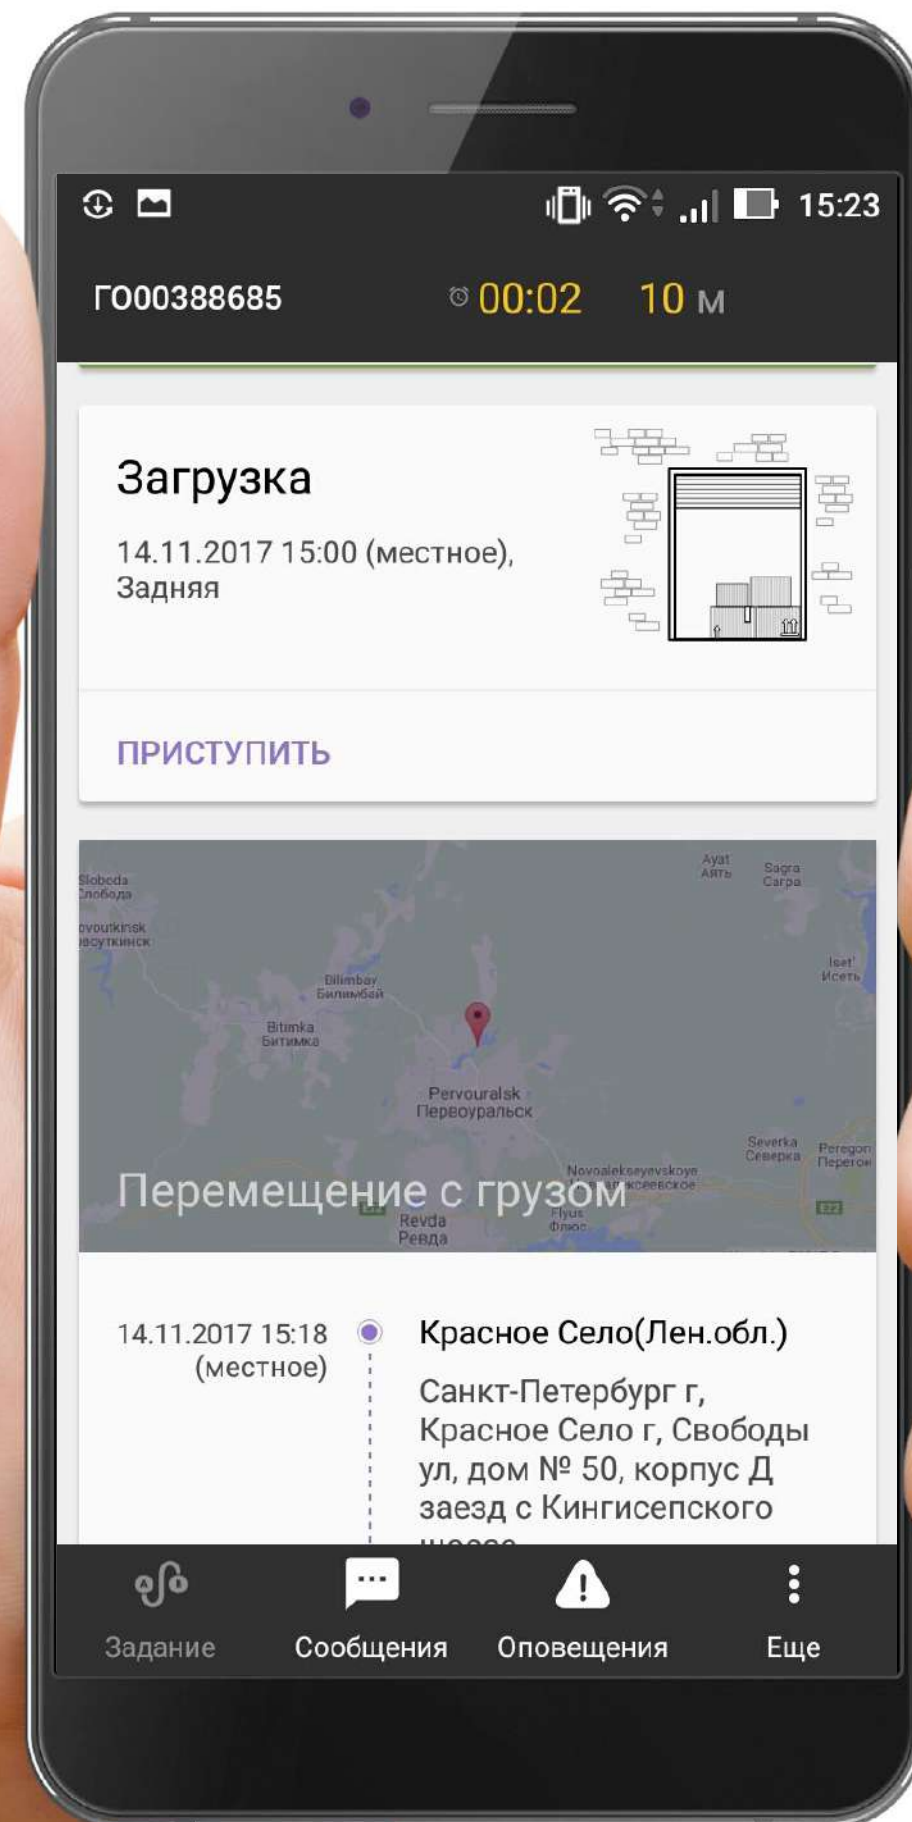 15:23
ГО00388685 00:02 10 м
Загрузка
14.11.2017 15:00 (местное),
Задняя
ПРИСТУПИТЬ
Sloboda
Слобода
Ayat
Аять
Sagra
Сагра
Iset'
Исеть
Bilimbay
Билимбай
Bitimka
Битимка
Pervouralsk
Первоуральск
Severka
Северка
Peregon
Перегон
Novoalekseyevskoye
Перемещение с грузом
E22
Revda
Ревда
Flyus
Флюс
14.11.2017 15:18
(местное)
Красное Село(Лен.обл.)
Санкт-Петербург г,
Красное Село г, Свободы
ул, дом № 50, корпус Д
заезд с Кингисепского
Задание Сообщения Оповещения Еще